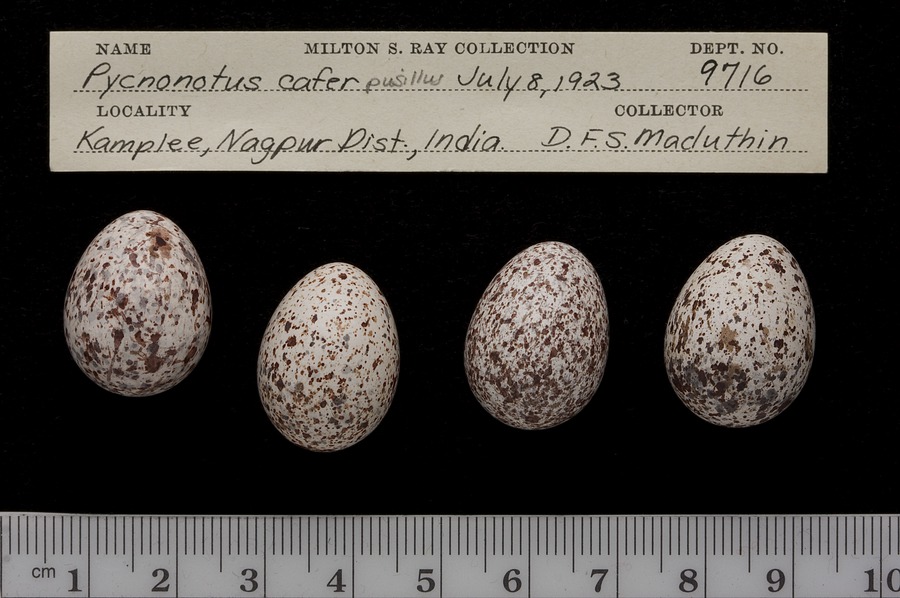 NAME MILTON S. RAY COLLECTION DEPT. NO.
Pycnonotus cafer pusillus July 8, 1923 9716
LOCALITY COLLECTOR
Kamplee, Nagpur Dist., India D. F. S. Maduthin
cm 1 2 3 4 5 6 7 8 9 10